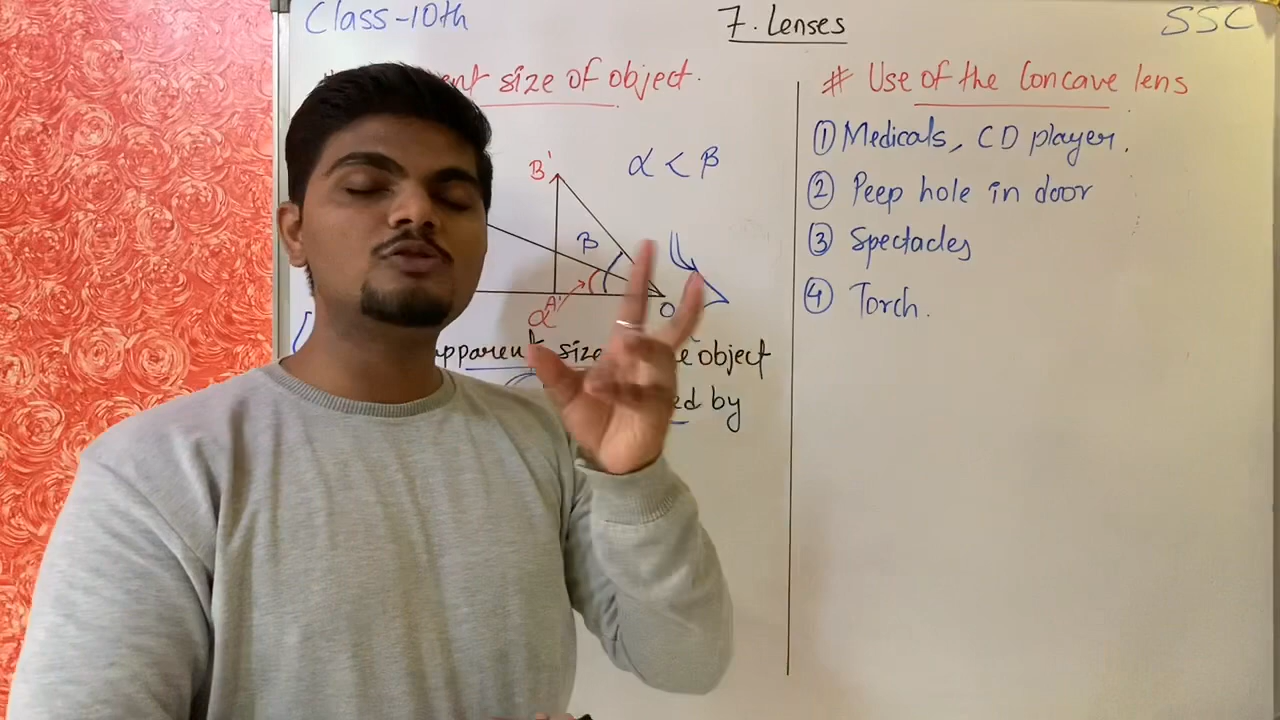 Class-10th
7. Lenses
SSC
size of object.
B'
α < β
β
A'
α
O
apparent size object
by
# Use of the Concave lens
① Medicals, CD player.
② Peep hole in door
③ Spectacles
④ Torch.